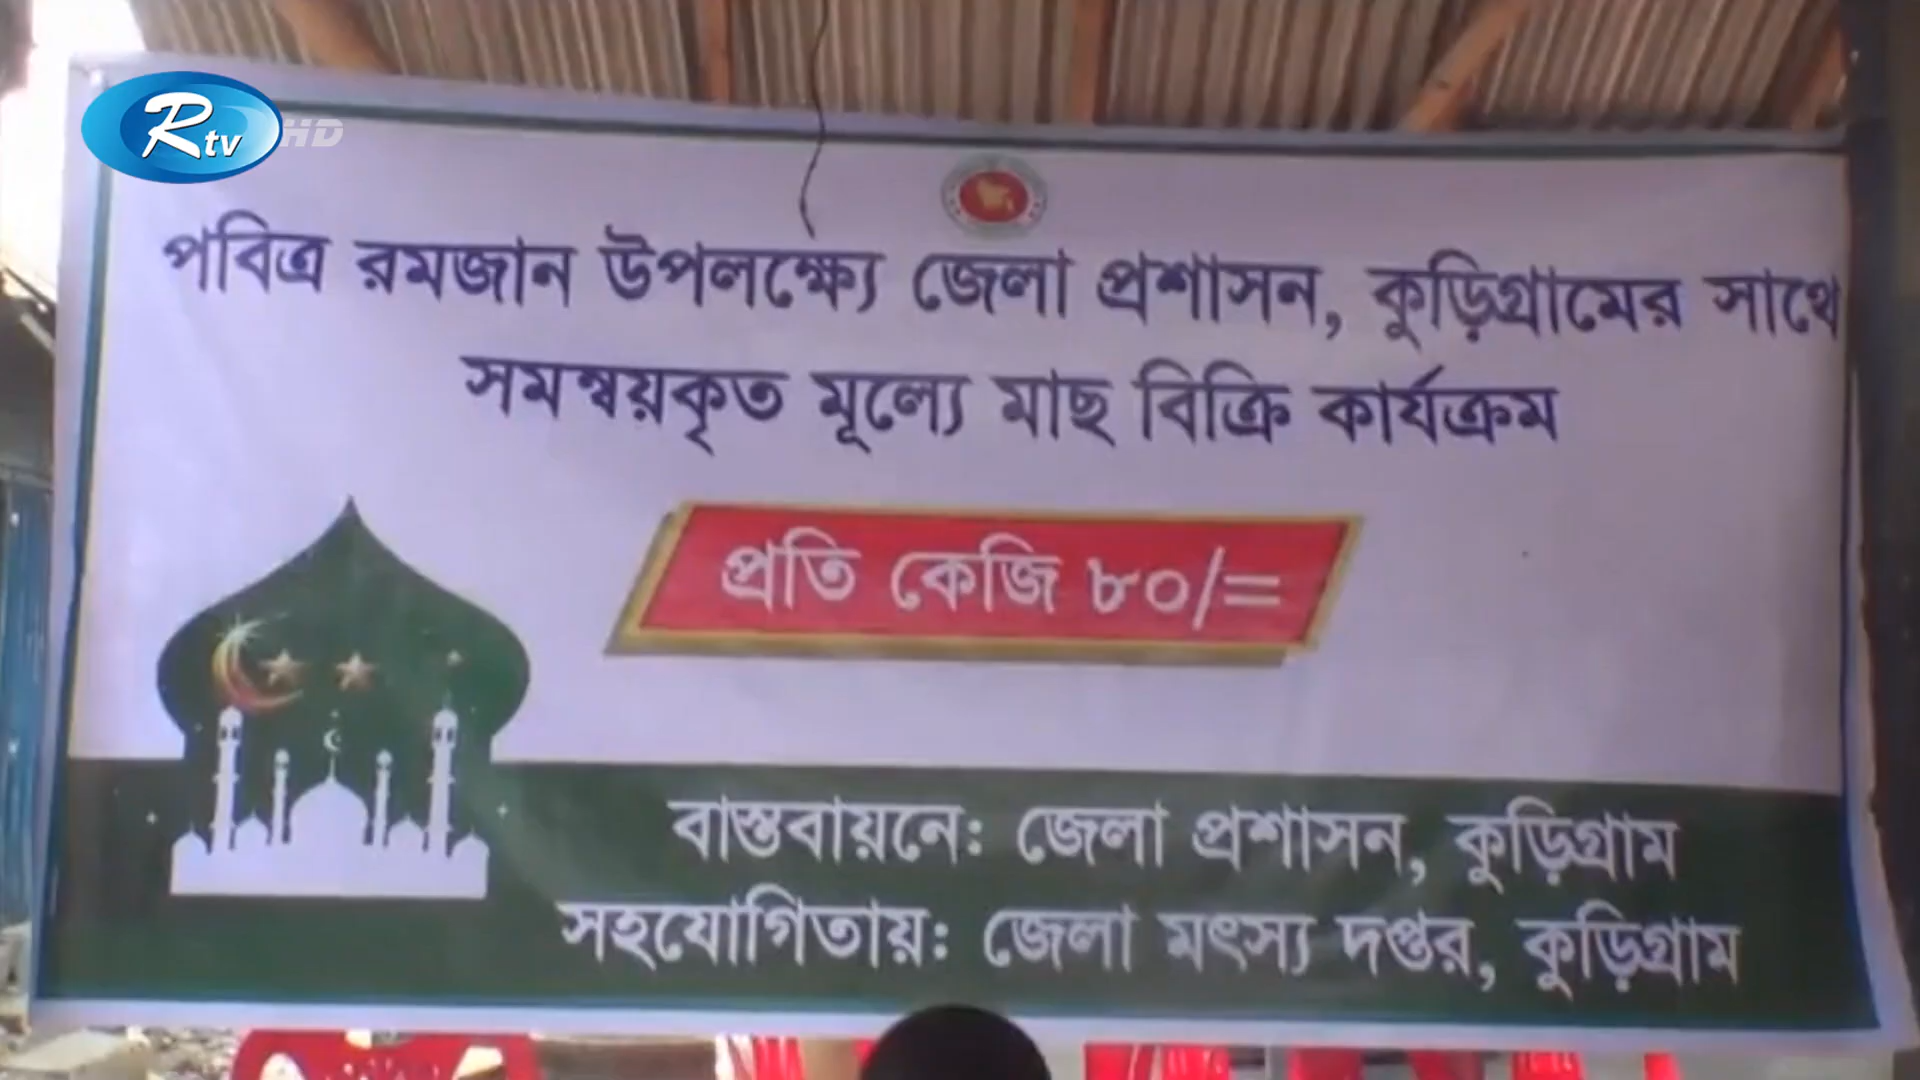 Rtv HD
পবিত্র রমজান উপলক্ষ্যে জেলা প্রশাসন, কুড়িগ্রামের সাথে
সমন্বয়কৃত মূল্যে মাছ বিক্রি কার্যক্রম
প্রতি কেজি ৮০/=
বাস্তবায়নে: জেলা প্রশাসন, কুড়িগ্রাম
সহযোগিতায়: জেলা মৎস্য দপ্তর, কুড়িগ্রাম